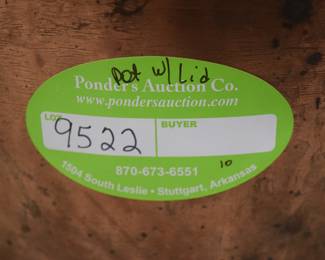 Pot w/ Lid
Ponder's Auction Co.
www.pondersauction.com
LOT
BUYER
9522
870-673-6551
10
1504 South Leslie • Stuttgart, Arkansas